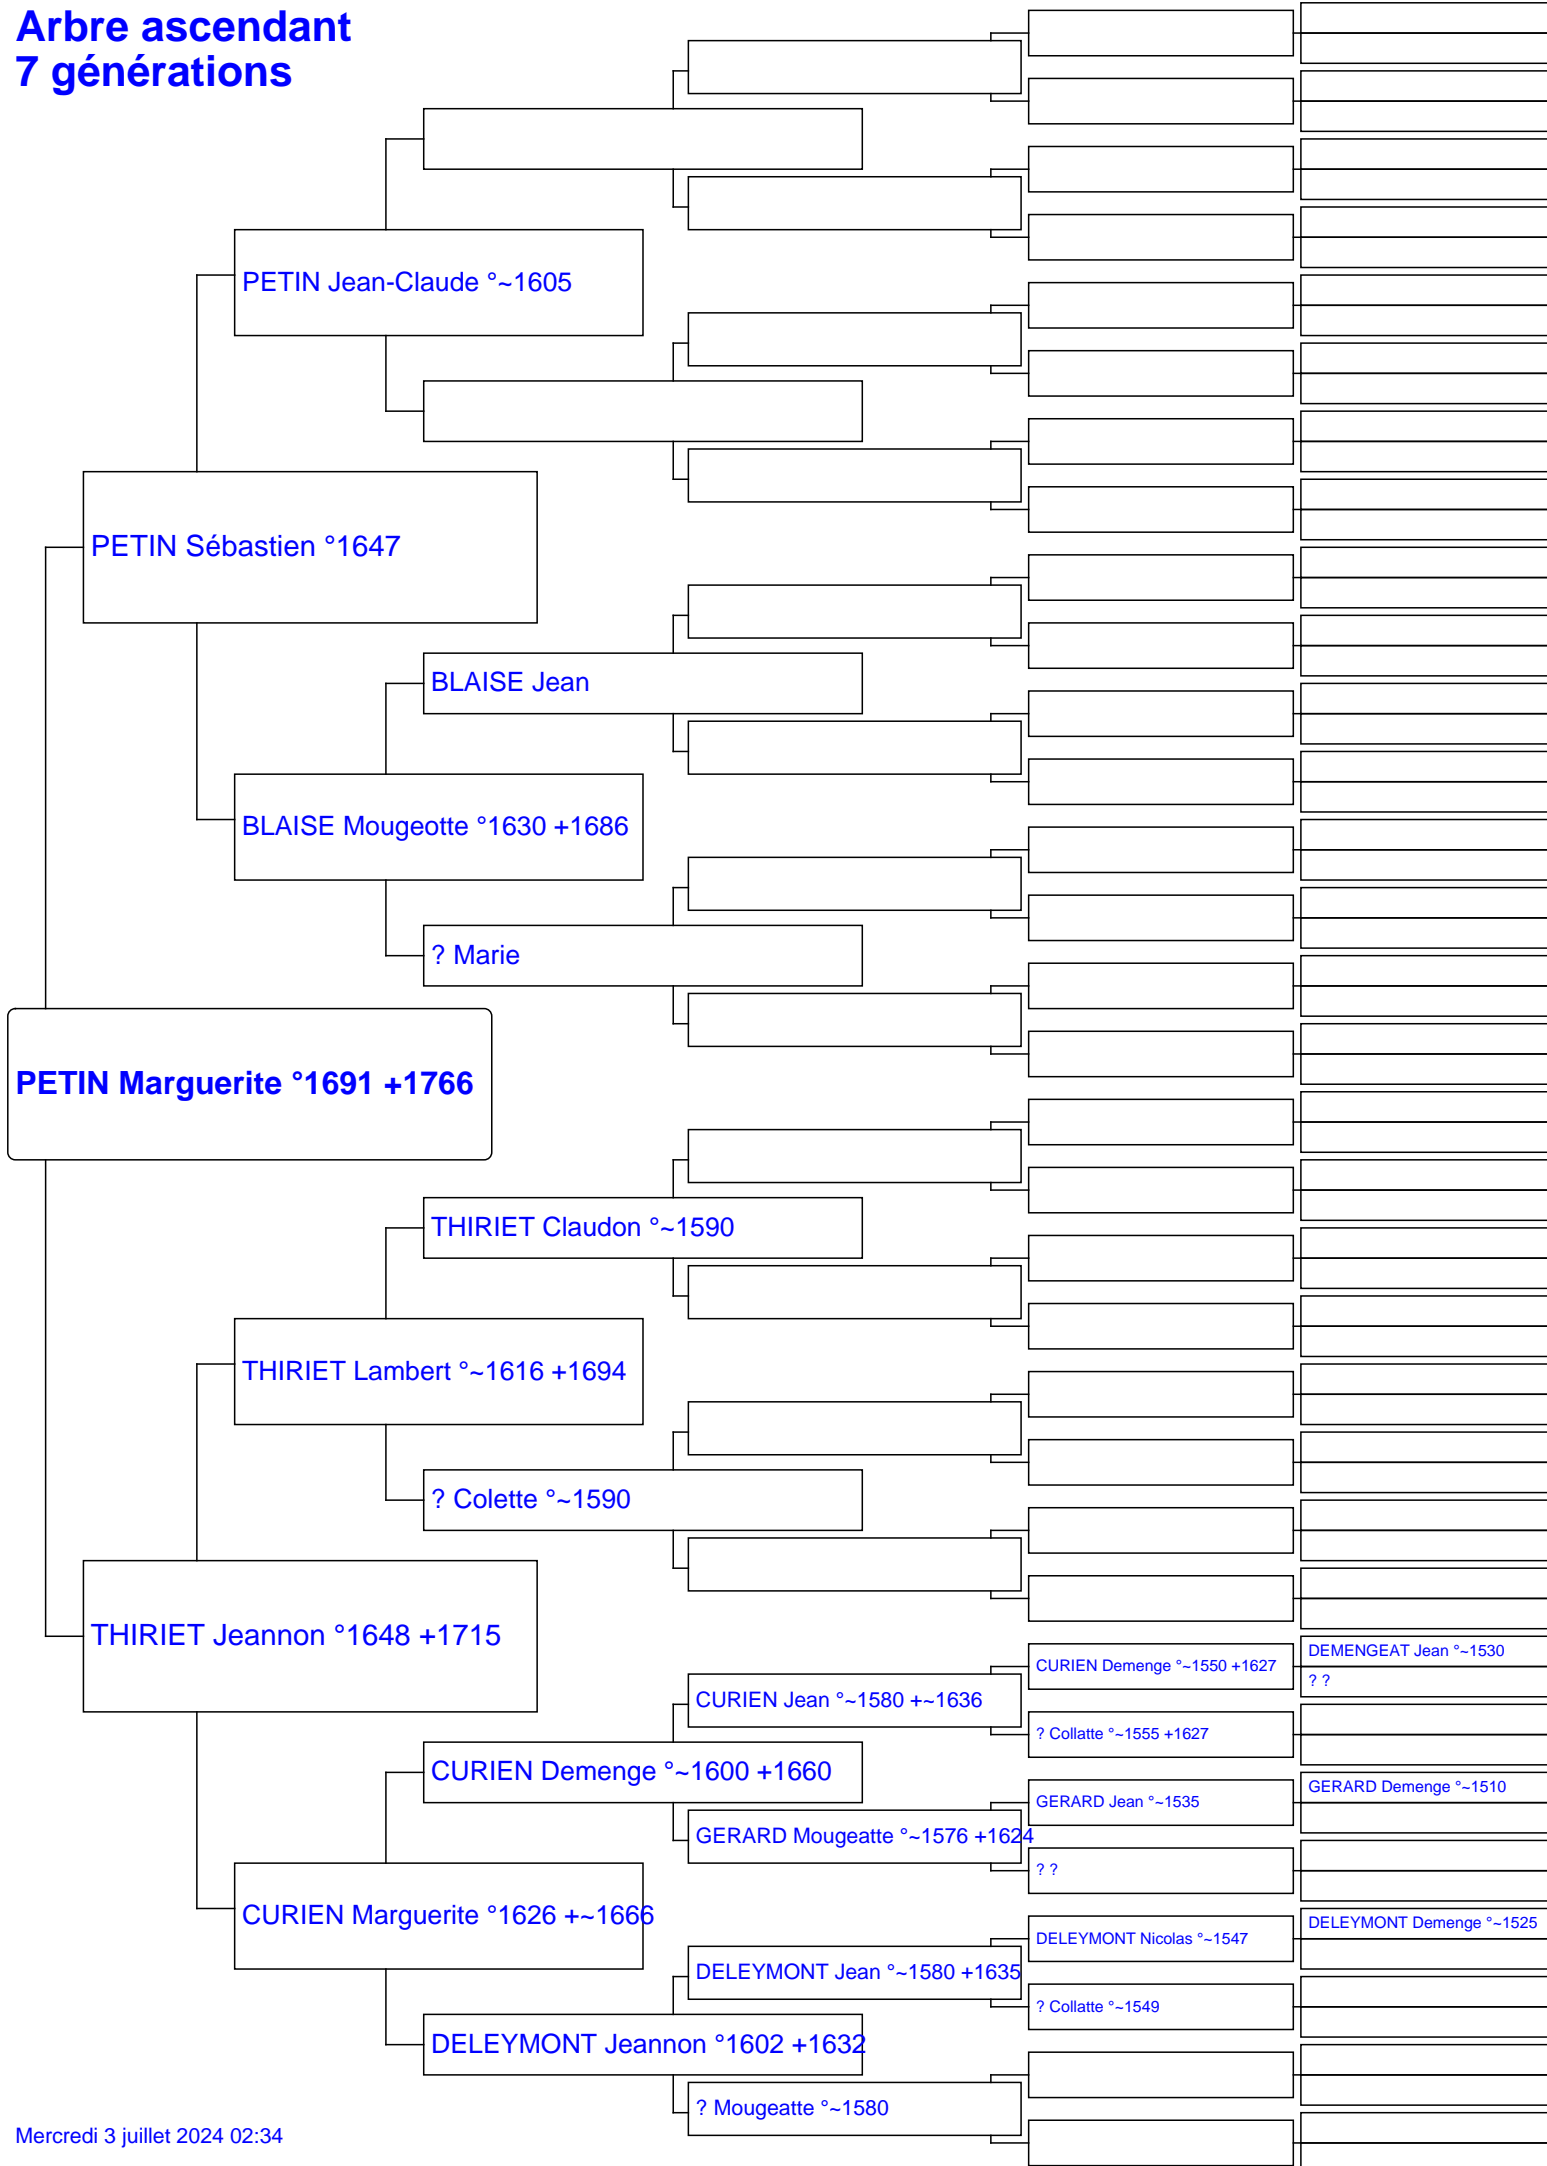 Arbre ascendant
7 générations
PETIN Jean-Claude °~1605
PETIN Sébastien °1647
BLAISE Jean
BLAISE Mougeotte °1630 +1686
? Marie
PETIN Marguerite °1691 +1766
THIRIET Claudon °~1590
THIRIET Lambert °~1616 +1694
? Colette °~1590
THIRIET Jeannon °1648 +1715
DEMENGEAT Jean °~1530
CURIEN Demenge °~1550 +1627
? ?
CURIEN Jean °~1580 +~1636
? Collatte °~1555 +1627
CURIEN Demenge °~1600 +1660
GERARD Demenge °~1510
GERARD Jean °~1535
GERARD Mougeatte °~1576 +1624
? ?
CURIEN Marguerite °1626 +~1666
DELEYMONT Demenge °~1525
DELEYMONT Nicolas °~1547
DELEYMONT Jean °~1580 +1635
? Collatte °~1549
DELEYMONT Jeannon °1602 +1632
? Mougeatte °~1580
Mercredi 3 juillet 2024 02:34